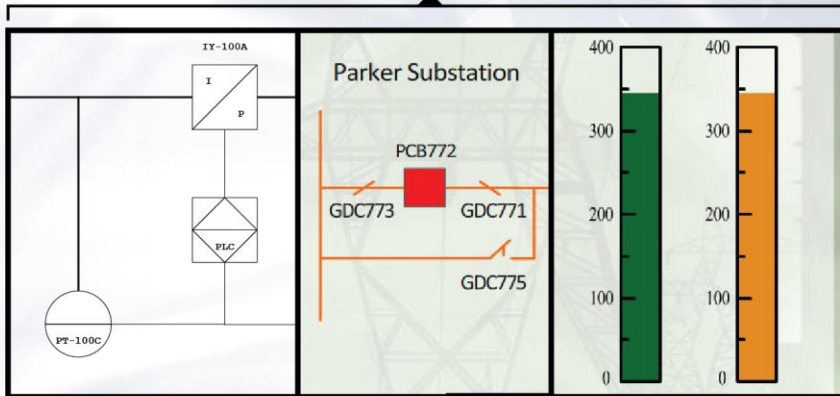 IY-100A
I
P
PLC
PT-100C
Parker Substation
PCB772
GDC773
GDC771
GDC775
400
300
200
100
0
400
300
200
100
0